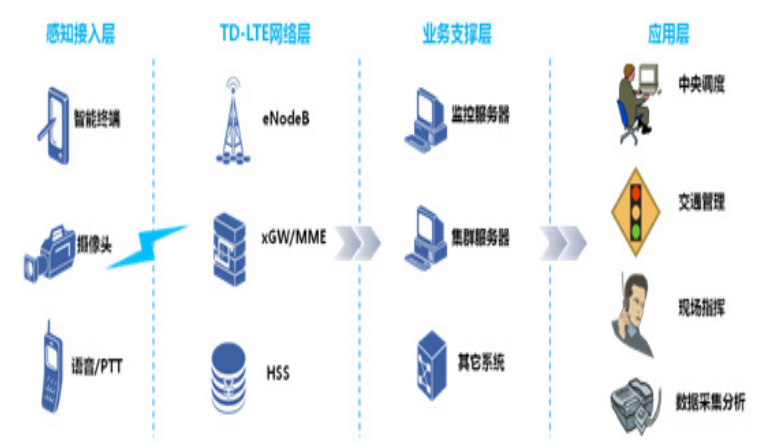 感知接入层
TD-LTE网络层
业务支撑层
应用层
智能终端
eNodeB
监控服务器
中央调度
摄像头
xGW/MME
集群服务器
交通管理
语音/PTT
HSS
其它系统
现场指挥
数据采集分析